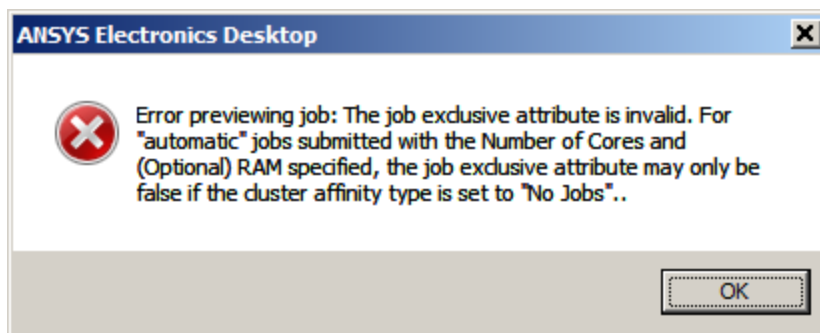 ANSYS Electronics Desktop
Error previewing job: The job exclusive attribute is invalid. For
"automatic" jobs submitted with the Number of Cores and
(Optional) RAM specified, the job exclusive attribute may only be
false if the cluster affinity type is set to "No Jobs"..
OK